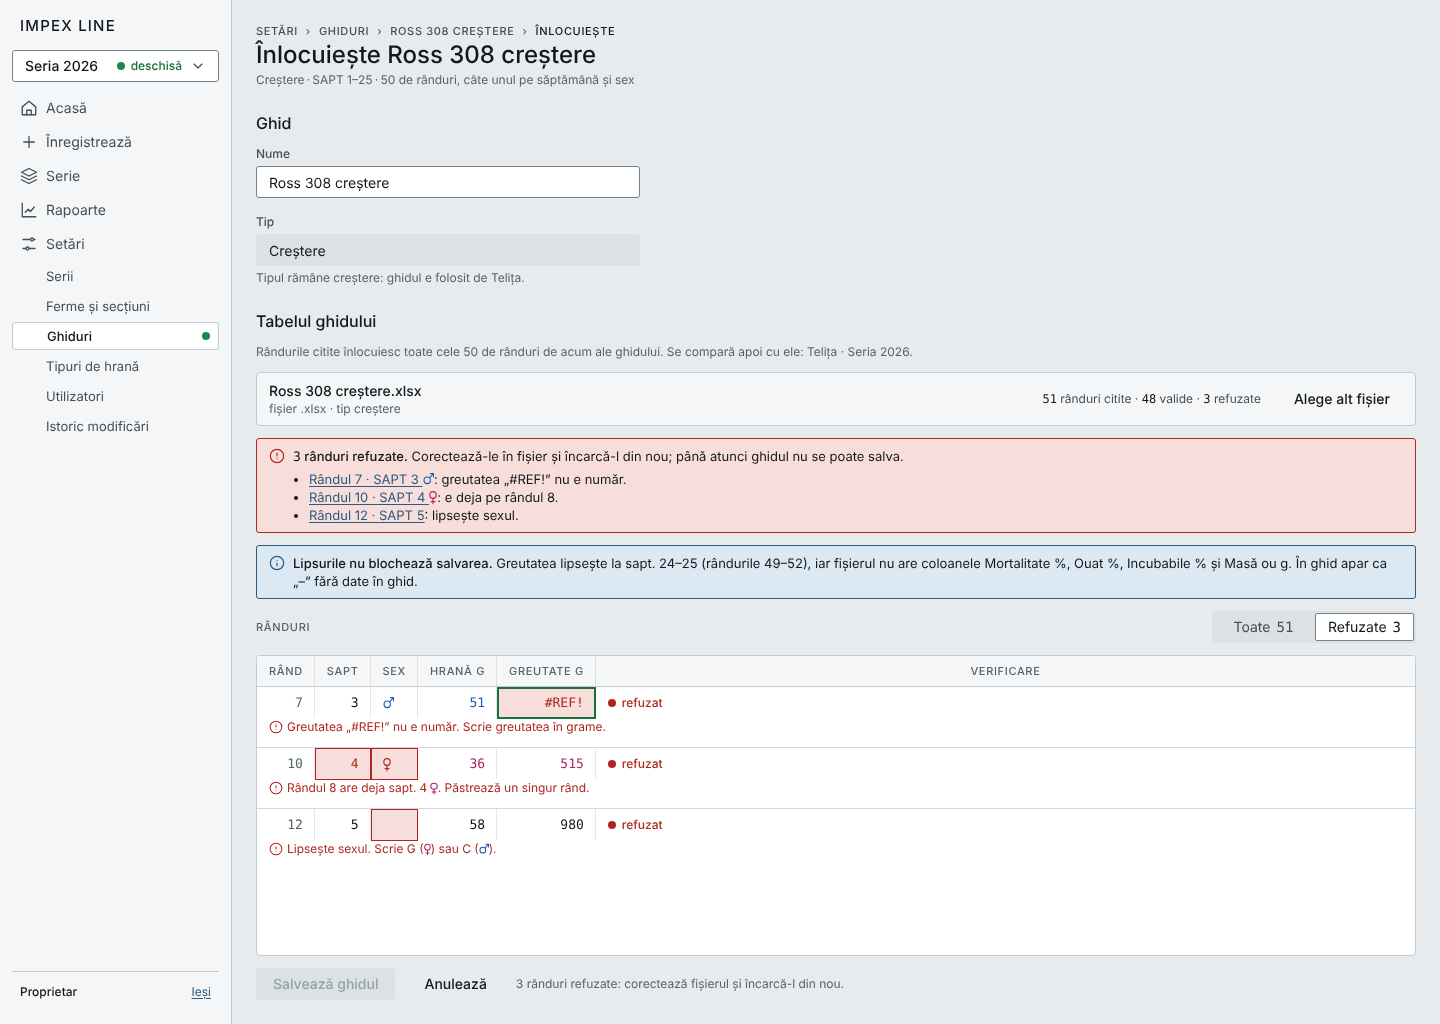 IMPEX LINE
Seria 2026 deschisă
Acasă
Înregistrează
Serie
Rapoarte
Setări
Serii
Ferme și secțiuni
Ghiduri
Tipuri de hrană
Utilizatori
Istoric modificări
Proprietar Ieși
SETĂRI › GHIDURI › ROSS 308 CREȘTERE › ÎNLOCUIEȘTE
Înlocuiește Ross 308 creștere
Creștere · SAPT 1–25 · 50 de rânduri, câte unul pe săptămână și sex
Ghid
Nume
Ross 308 creștere
Tip
Creștere
Tipul rămâne creștere: ghidul e folosit de Telița.
Tabelul ghidului
Rândurile citite înlocuiesc toate cele 50 de rânduri de acum ale ghidului. Se compară apoi cu ele: Telița · Seria 2026.
Ross 308 creștere.xlsx
fișier .xlsx · tip creștere
51 rânduri citite · 48 valide · 3 refuzate
Alege alt fișier
3 rânduri refuzate. Corectează-le în fișier și încarcă-l din nou; până atunci ghidul nu se poate salva.
• Rândul 7 · SAPT 3 ♂: greutatea „#REF!” nu e număr.
• Rândul 10 · SAPT 4 ♀: e deja pe rândul 8.
• Rândul 12 · SAPT 5: lipsește sexul.
Lipsurile nu blochează salvarea. Greutatea lipsește la sapt. 24–25 (rândurile 49–52), iar fișierul nu are coloanele Mortalitate %, Ouat %, Incubabile % și Masă ou g. În ghid apar ca
„–” fără date în ghid.
RÂNDURI
Toate 51 Refuzate 3
RÂND SAPT SEX HRANĂ G GREUTATE G VERIFICARE
7 3 ♂ 51 #REF! refuzat
Greutatea „#REF!” nu e număr. Scrie greutatea în grame.
10 4 ♀ 36 515 refuzat
Rândul 8 are deja sapt. 4 ♀. Păstrează un singur rând.
12 5 58 980 refuzat
Lipsește sexul. Scrie G (♀) sau C (♂).
Salvează ghidul Anulează 3 rânduri refuzate: corectează fișierul și încarcă-l din nou.